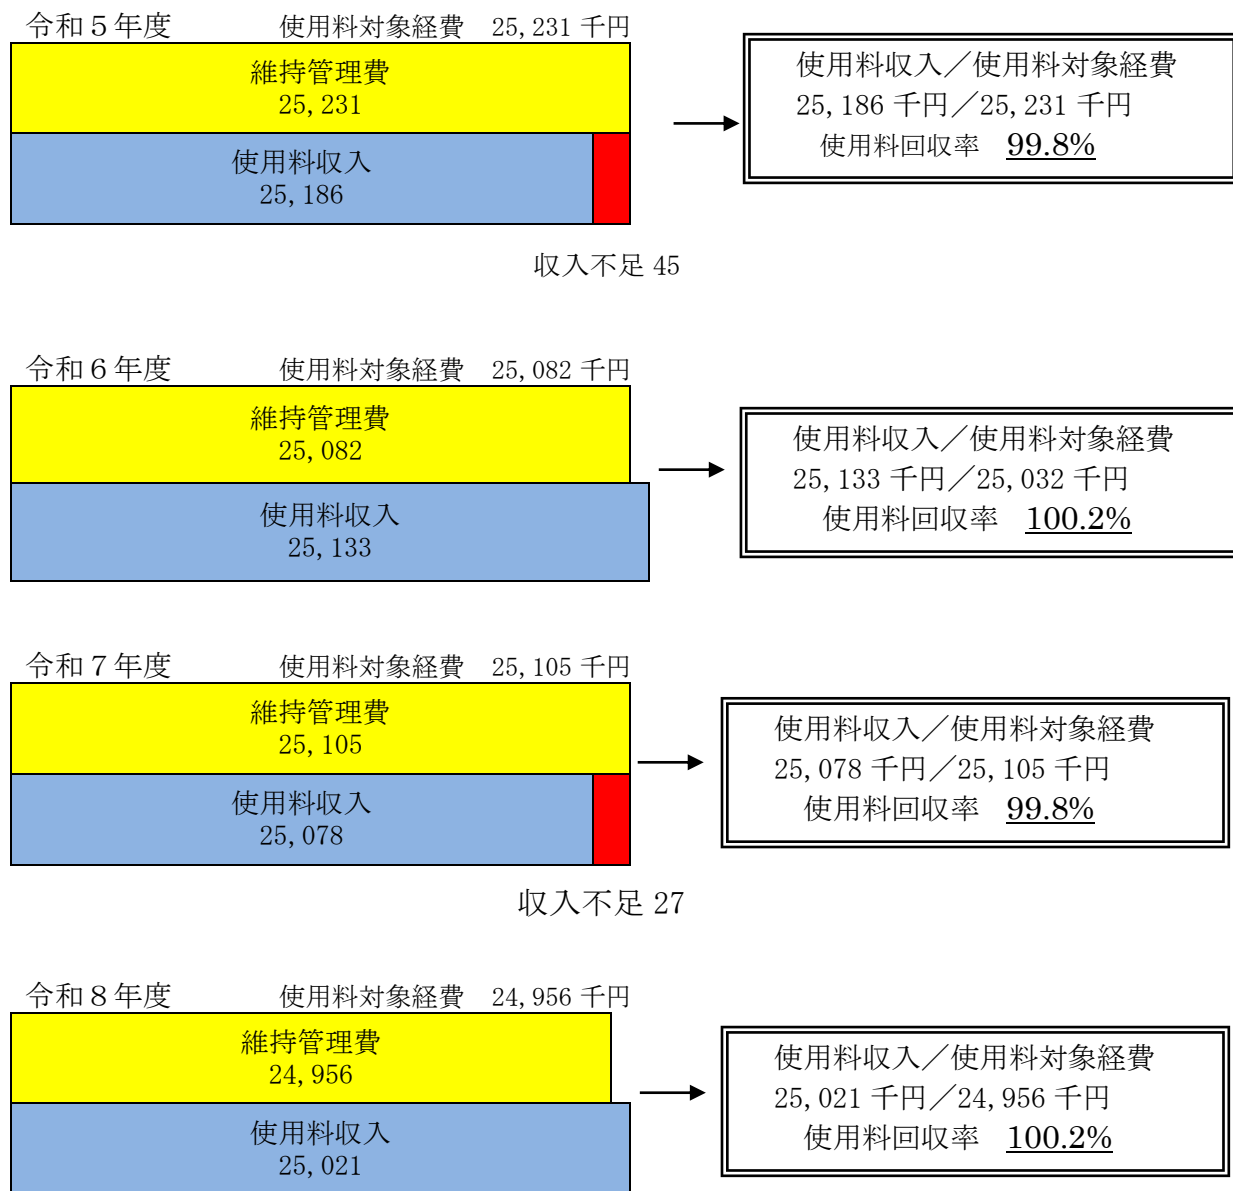 令和５年度 使用料対象経費 25,231 千円
維持管理費
25,231
使用料収入
25,186
使用料収入／使用料対象経費
25,186 千円／25,231 千円
使用料回収率 99.8%
収入不足 45
令和６年度 使用料対象経費 25,082 千円
維持管理費
25,082
使用料収入
25,133
使用料収入／使用料対象経費
25,133 千円／25,032 千円
使用料回収率 100.2%
令和７年度 使用料対象経費 25,105 千円
維持管理費
25,105
使用料収入
25,078
使用料収入／使用料対象経費
25,078 千円／25,105 千円
使用料回収率 99.8%
収入不足 27
令和８年度 使用料対象経費 24,956 千円
維持管理費
24,956
使用料収入
25,021
使用料収入／使用料対象経費
25,021 千円／24,956 千円
使用料回収率 100.2%